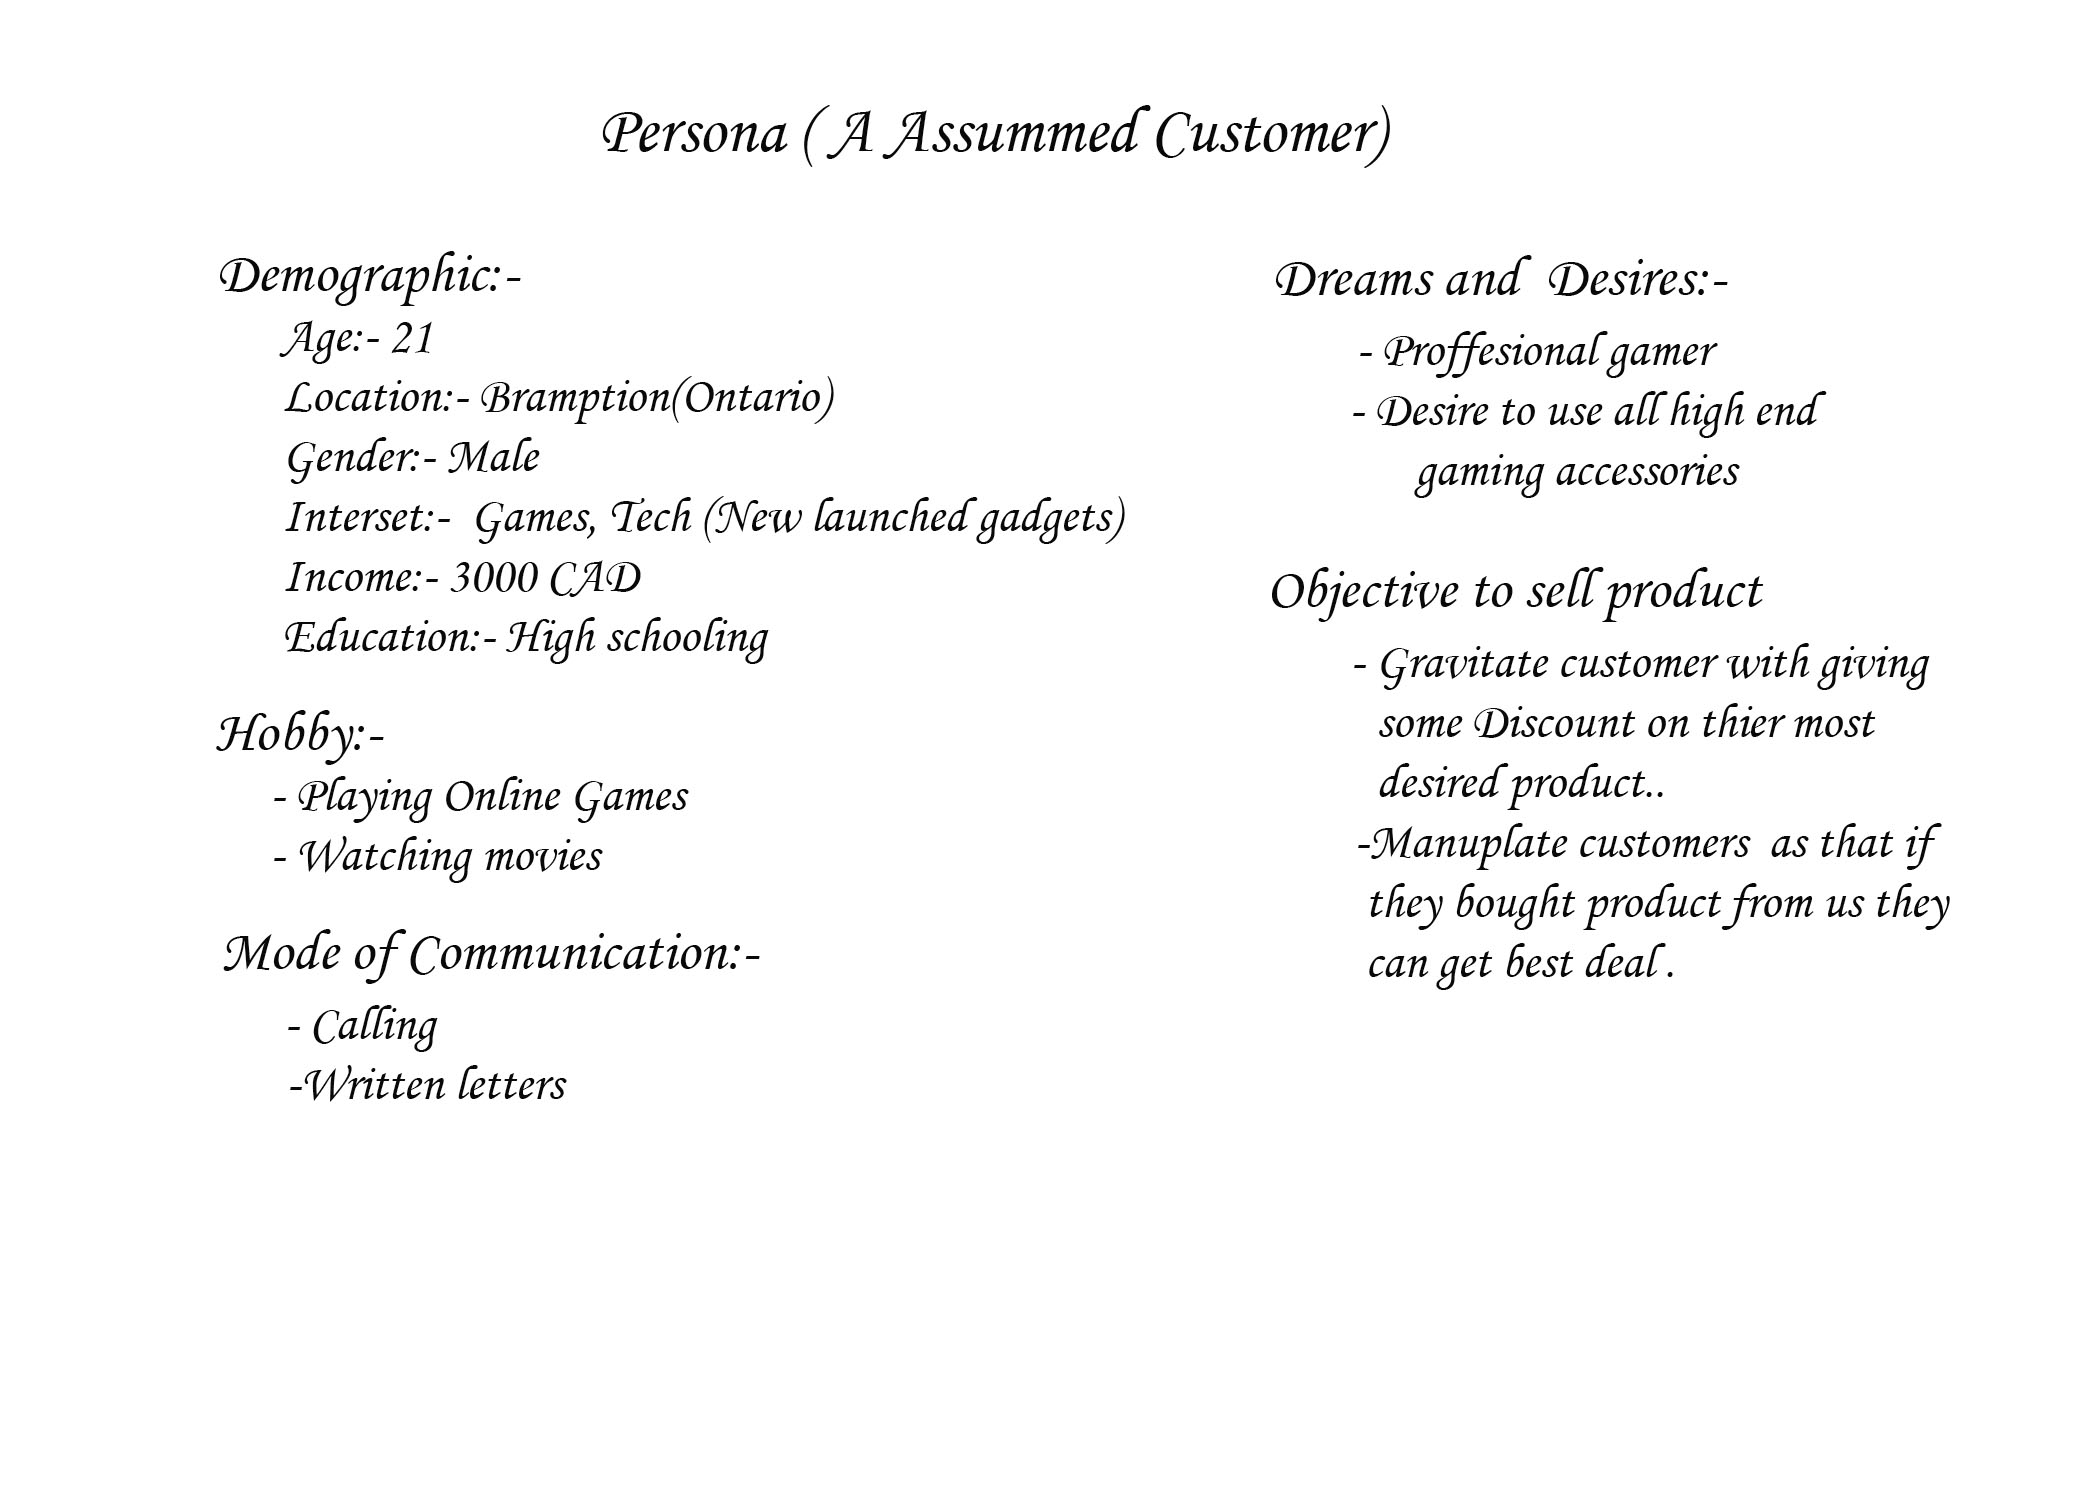 Persona ( A Assummed Customer)
Demographic:-
Age:- 21
Location:- Bramption(Ontario)
Gender:- Male
Interset:- Games, Tech (New launched gadgets)
Income:- 3000 CAD
Education:- High schooling
Hobby:-
- Playing Online Games
- Watching movies
Mode of Communication:-
- Calling
-Written letters
Dreams and Desires:-
- Proffesional gamer
- Desire to use all high end
gaming accessories
Objective to sell product
- Gravitate customer with giving
some Discount on thier most
desired product..
-Manuplate customers as that if
they bought product from us they
can get best deal .